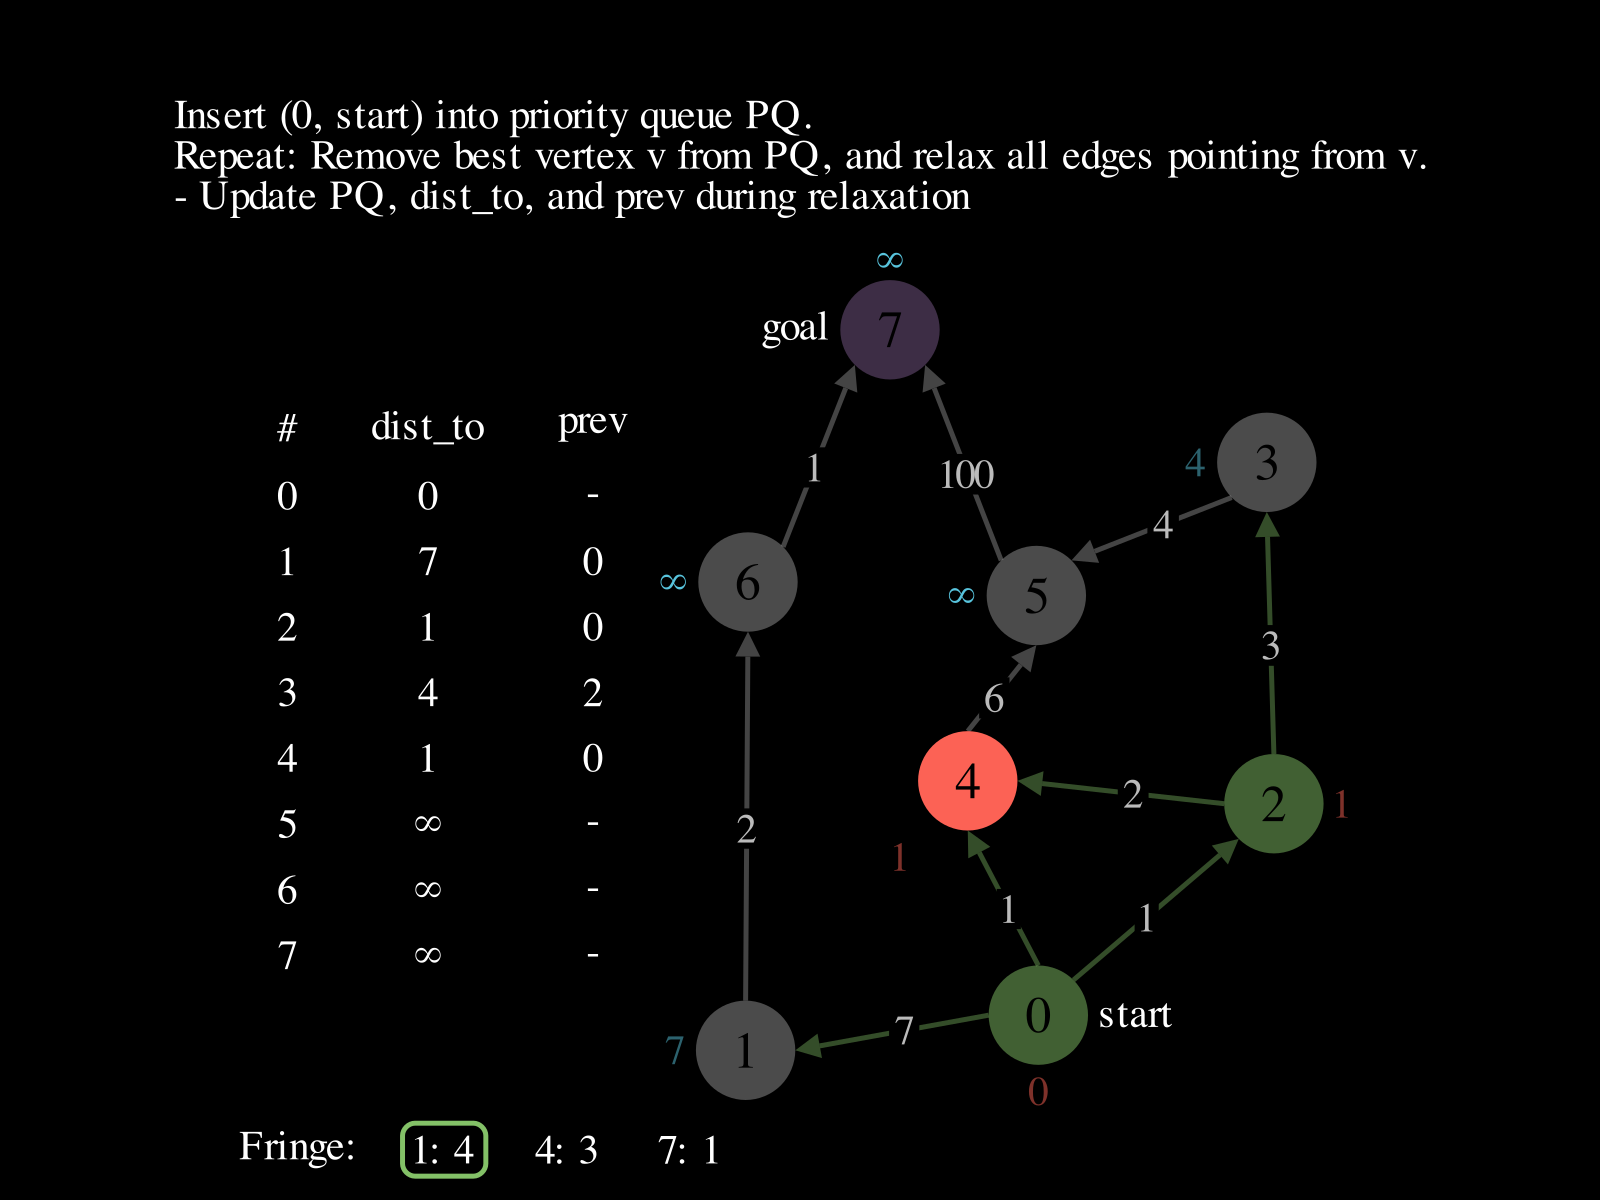 Insert (0, start) into priority queue PQ.
Repeat: Remove best vertex v from PQ, and relax all edges pointing from v.
- Update PQ, dist_to, and prev during relaxation
∞
goal 7
# dist_to prev
0 0 -
1 7 0
2 1 0
3 4 2
4 1 0
5 ∞ -
6 ∞ -
7 ∞ -
1 100
4 3
4
∞ 6
∞ 5
3
6
4
2
2 1
2
1
1
1
0 start
7
7 1
0
Fringe: 1: 4 4: 3 7: 1